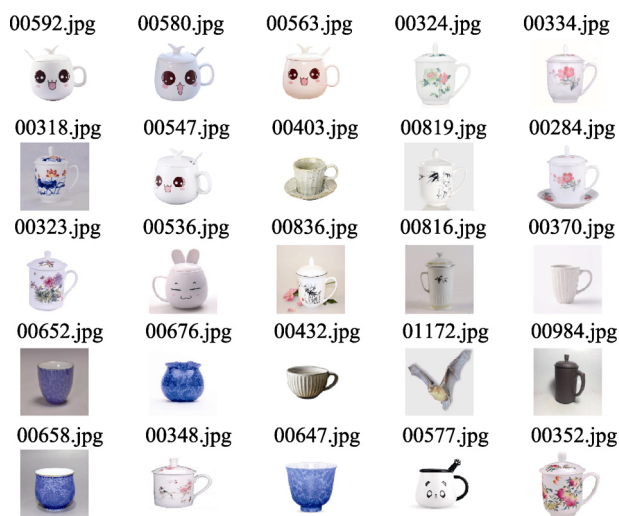 00592.jpg 00580.jpg 00563.jpg 00324.jpg 00334.jpg
00318.jpg 00547.jpg 00403.jpg 00819.jpg 00284.jpg
00323.jpg 00536.jpg 00836.jpg 00816.jpg 00370.jpg
00652.jpg 00676.jpg 00432.jpg 01172.jpg 00984.jpg
00658.jpg 00348.jpg 00647.jpg 00577.jpg 00352.jpg